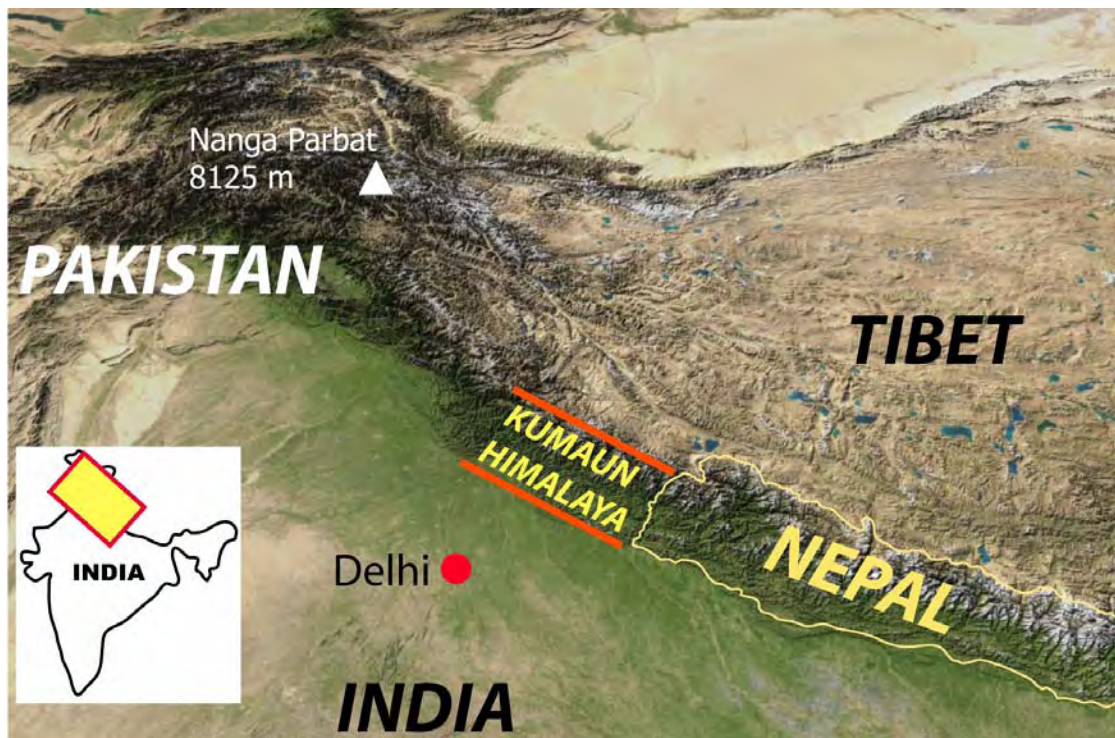 Nanga Parbat
8125 m
PAKISTAN
TIBET
KUMAUN
HIMALAYA
NEPAL
Delhi
INDIA
INDIA